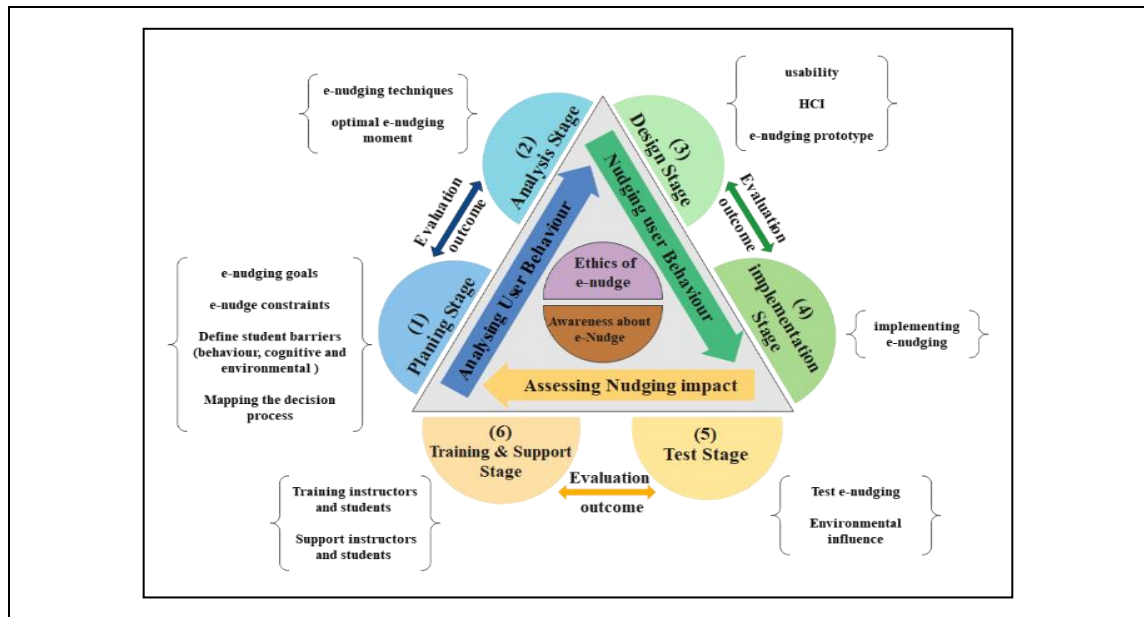 e-nudging techniques
optimal e-nudging
moment
(2)
Analysis Stage
(3)
Design Stage
usability
HCI
e-nudging prototype
Evaluation
outcome
Evaluation
outcome
e-nudging goals
e-nudge constraints
Define student barriers
(behaviour, cognitive and
environmental )
Mapping the decision
process
(1)
Planing Stage
Analysing User Behaviour
Nudging user Behaviour
Ethics of
e-nudge
Awareness about
e-Nudge
Assessing Nudging impact
(4)
implementation
Stage
implementing
e-nudging
(6)
Training & Support
Stage
Evaluation
outcome
(5)
Test Stage
Training instructors
and students
Support instructors
and students
Test e-nudging
Environmental
influence